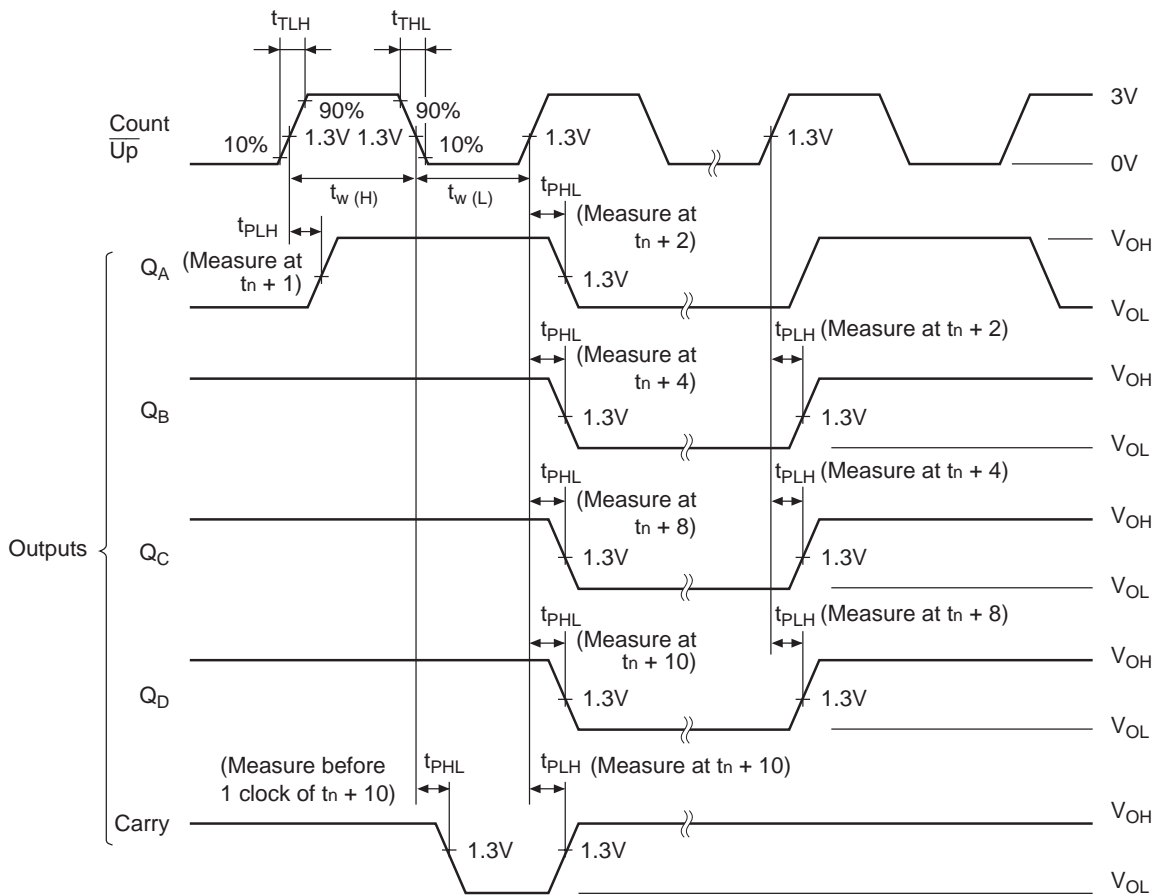 tTLH tTHL
3V
90% 90%
Count
Up
10% 1.3V 1.3V 10% 1.3V 1.3V
0V
tw (H) tw (L)
tPHL
(Measure at
tn + 2)
tPLH
VOH
QA
(Measure at
tn + 1)
1.3V
VOL
tPHL
(Measure at
tn + 4)
tPLH (Measure at tn + 2)
VOH
QB
1.3V 1.3V
VOL
tPHL
(Measure at
tn + 8)
tPLH (Measure at tn + 4)
VOH
Outputs
QC
1.3V 1.3V
VOL
tPHL
(Measure at
tn + 10)
tPLH (Measure at tn + 8)
VOH
QD
1.3V 1.3V
VOL
(Measure before
1 clock of tn + 10)
tPHL
tPLH (Measure at tn + 10)
VOH
Carry
1.3V 1.3V
VOL